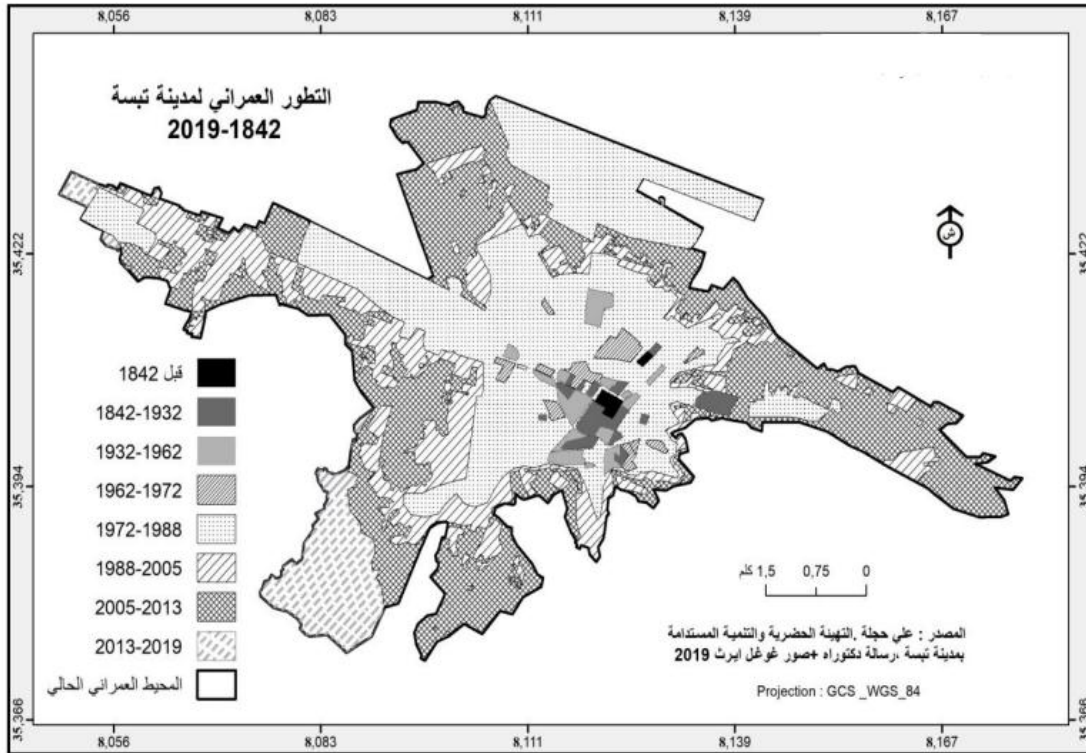 8,056 8,083 8,111 8,139 8,167
التطور العمراني لمدينة تبسة
2019-1842
ش
35,422 35,422
قبل 1842
1842-1932
1932-1962
1962-1972
1972-1988
1988-2005
2005-2013
2013-2019
المحيط العمراني الحالي
35,394 35,394
0 0,75 1,5 كلم
المصدر : علي حجلة ,التهيئة الحضرية والتنمية المستدامة
بمدينة تبسة ,رسالة دكتوراه +صور غوغل ايرث 2019
Projection : GCS _WGS_84
35,366 35,366
8,056 8,083 8,111 8,139 8,167